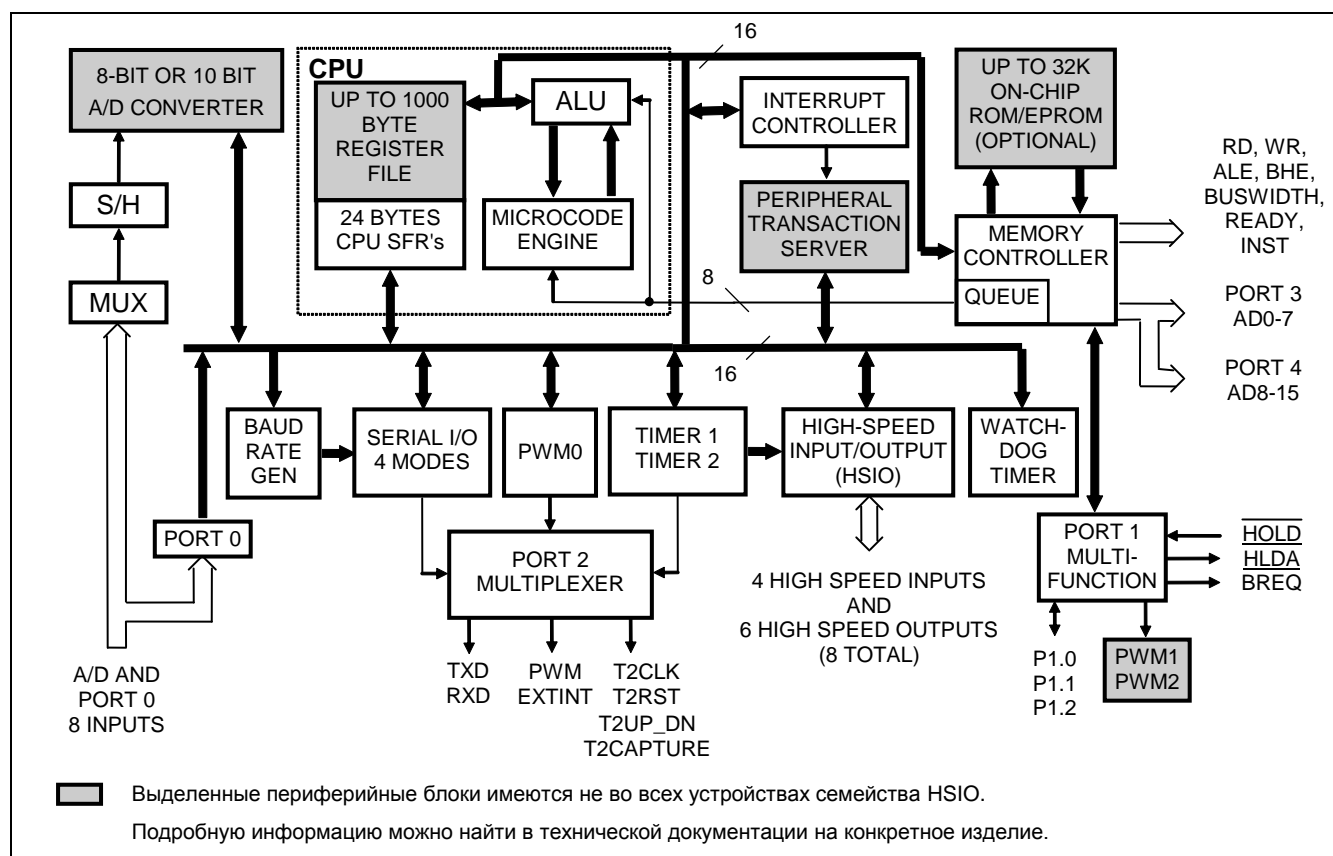 16
8-BIT OR 10 BIT
A/D CONVERTER
CPU
UP TO 1000
BYTE
REGISTER
FILE
24 BYTES
CPU SFR's
ALU
MICROCODE
ENGINE
INTERRUPT
CONTROLLER
PERIPHERAL
TRANSACTION
SERVER
UP TO 32K
ON-CHIP
ROM/EPROM
(OPTIONAL)
MEMORY
CONTROLLER
QUEUE
RD, WR,
ALE, BHE,
BUSWIDTH,
READY,
INST
PORT 3
AD0-7
PORT 4
AD8-15
S/H
MUX
8
16
BAUD
RATE
GEN
SERIAL I/O
4 MODES
PWM0
TIMER 1
TIMER 2
HIGH-SPEED
INPUT/OUTPUT
(HSIO)
WATCH-
DOG
TIMER
PORT 0
PORT 2
MULTIPLEXER
PORT 1
MULTI-
FUNCTION
HOLD
HLDA
BREQ
A/D AND
PORT 0
8 INPUTS
TXD
RXD
PWM
EXTINT
T2CLK
T2RST
T2UP_DN
T2CAPTURE
4 HIGH SPEED INPUTS
AND
6 HIGH SPEED OUTPUTS
(8 TOTAL)
P1.0
P1.1
P1.2
PWM1
PWM2
Выделенные периферийные блоки имеются не во всех устройствах семейства HSIO.
Подробную информацию можно найти в технической документации на конкретное изделие.